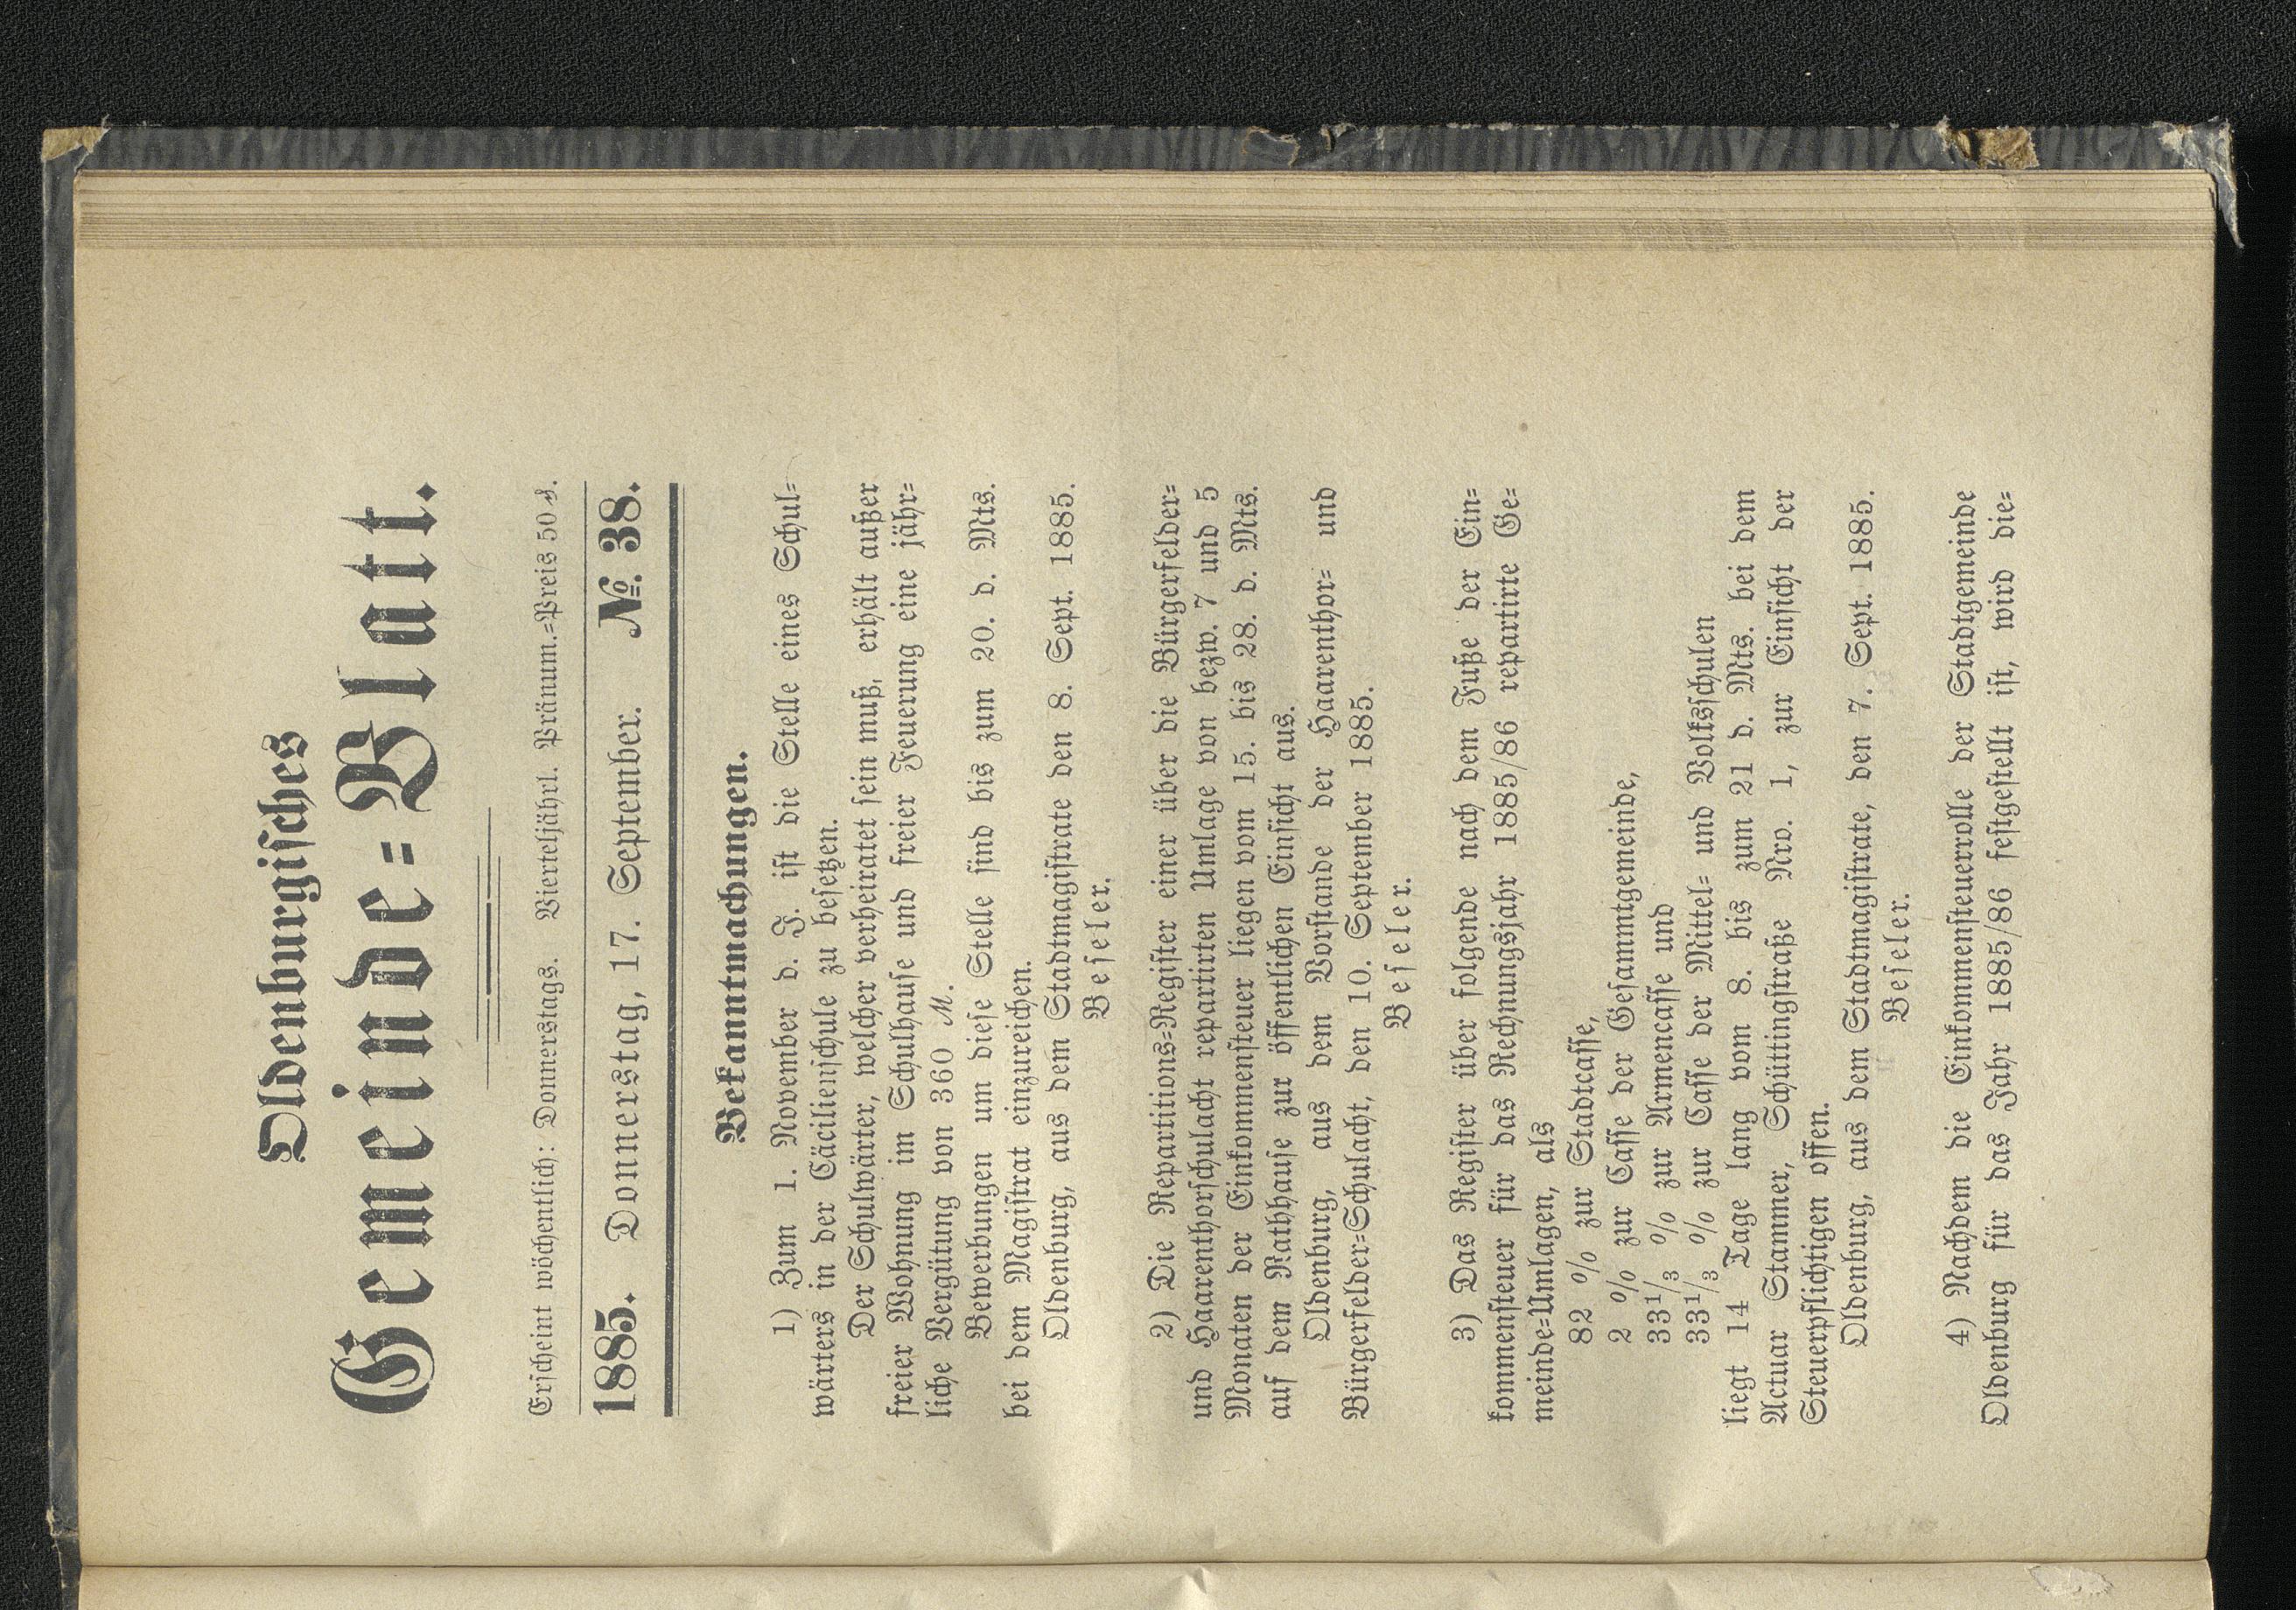 Oldenburgisches
Gemeinde=Blatt.
Erscheint wöchentlich: Donnerstags. Vierteljährl. Pränum.=Preis 50 ₰.
1885. Donnerstag, 17. September. №. 38.
Bekanntmachungen.
1) Zum 1. November d. J. ist die Stelle eines Schul=
wärters in der Cäcilienschule zu besetzen.
Der Schulwärter, welcher verheiratet sein muß, erhält außer
freier Wohnung im Schulhause und freier Feuerung eine jähr=
liche Vergütung von 360 ℳ.
Bewerbungen um diese Stelle sind bis zum 20. d. Mts.
bei dem Magistrat einzureichen.
Oldenburg, aus dem Stadtmagistrate den 8. Sept. 1885.
Beseler.
2) Die Repartitions=Register einer über die Bürgerfelder=
und Haarenthorschulacht repartirten Umlage von bezw. 7 und 5
Monaten der Einkommensteuer liegen vom 15. bis 28. d. Mts.
auf dem Rathhause zur öffentlichen Einsicht aus.
Oldenburg, aus dem Vorstande der Haarenthor= und
Bürgerfelder=Schulacht, den 10. September 1885.
Beseler.
3) Das Register über folgende nach dem Fuße der Ein=
kommensteuer für das Rechnungsjahr 1885/86 repartirte Ge=
meinde=Umlagen, als
82 % zur Stadtcasse,
2 % zur Casse der Gesammtgemeinde,
33¹/₃ % zur Armencasse und
33¹/₃ % zur Casse der Mittel= und Volksschulen
liegt 14 Tage lang vom 8. bis zum 21 d. Mts. bei dem
Actuar Stammer, Schüttingstraße Nro. 1, zur Einsicht der
Steuerpflichtigen offen.
Oldenburg, aus dem Stadtmagistrate, den 7. Sept. 1885.
Beseler.
4) Nachdem die Einkommensteuerrolle der Stadtgemeinde
Oldenburg für das Jahr 1885/86 festgestellt ist, wird die=